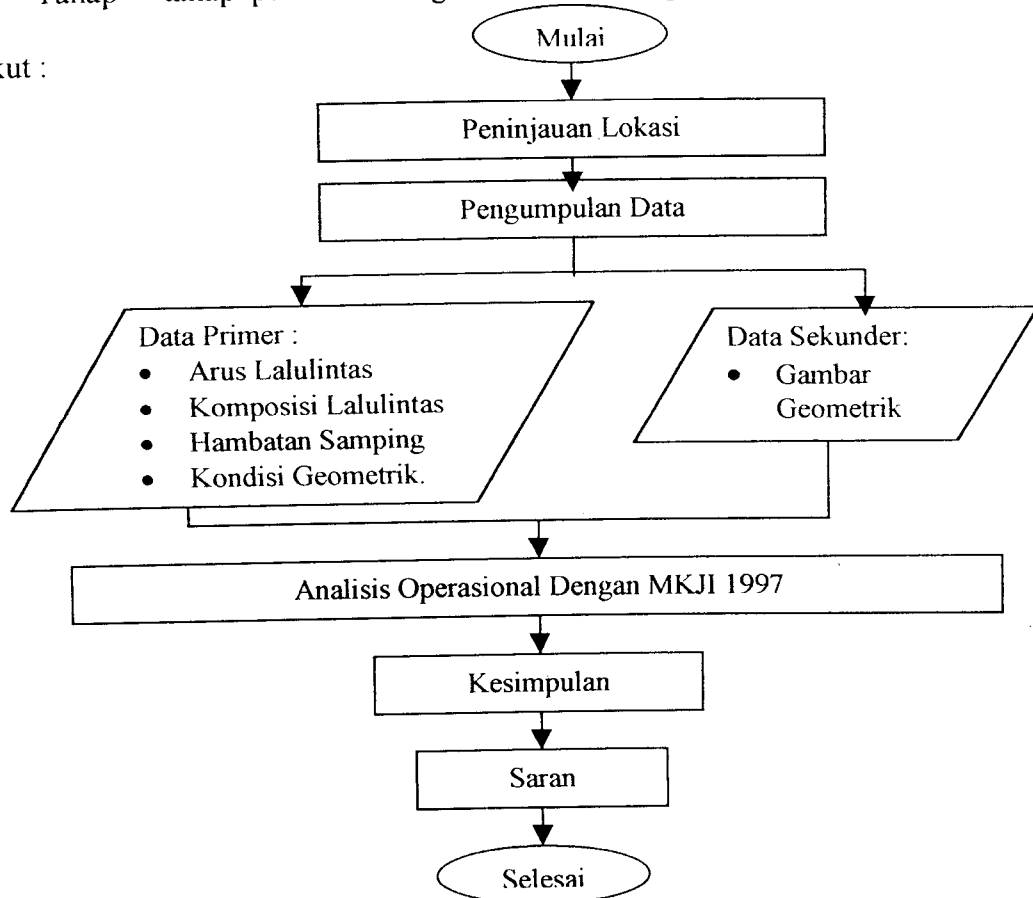 Mulai
kut :
Peninjauan Lokasi
Pengumpulan Data
Data Primer :
• Arus Lalulintas
• Komposisi Lalulintas
• Hambatan Samping
• Kondisi Geometrik.
Data Sekunder:
• Gambar
Geometrik
Analisis Operasional Dengan MKJI 1997
Kesimpulan
Saran
Selesai